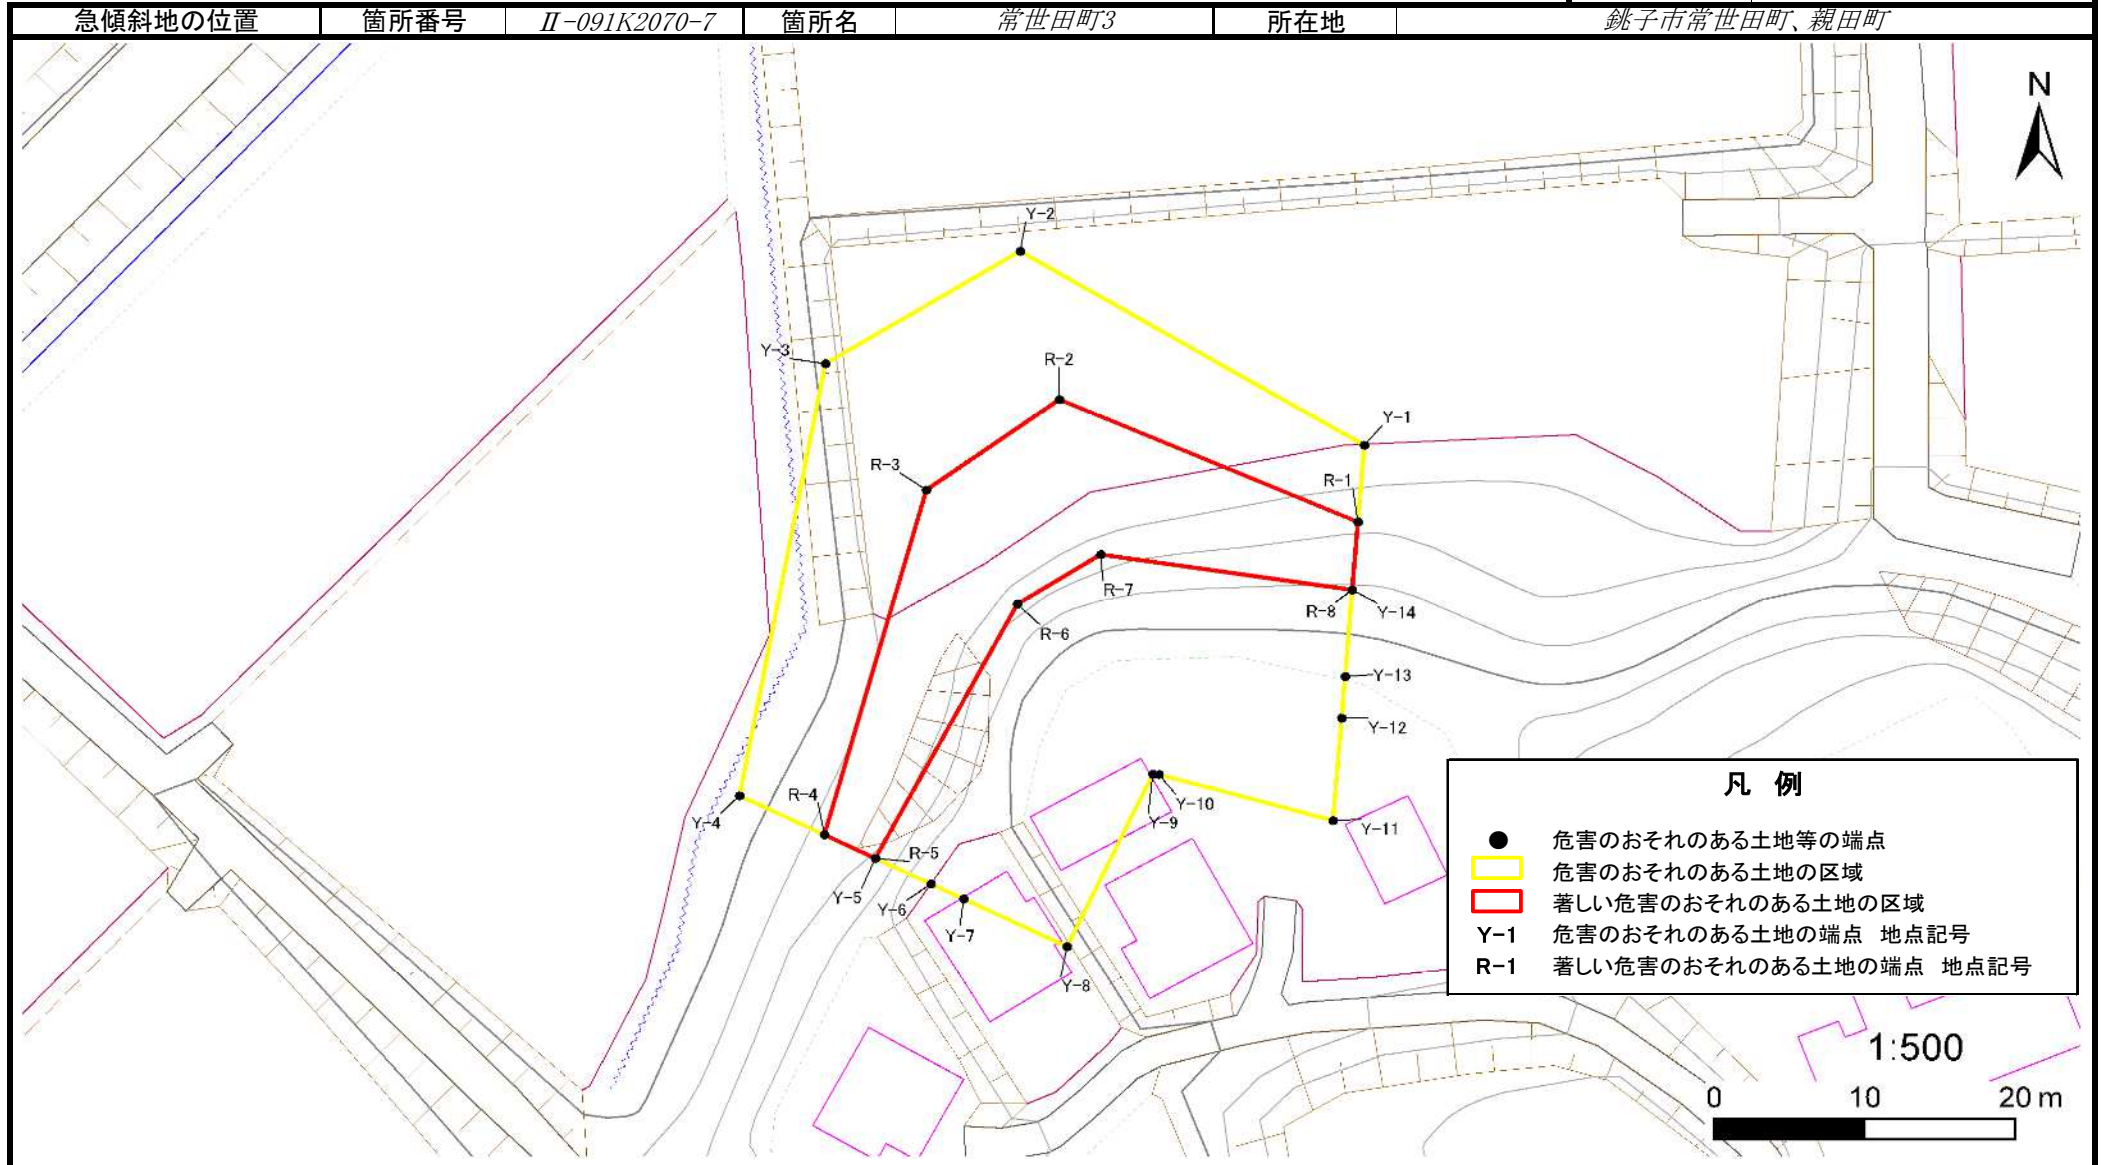 急傾斜地の位置 箇所番号 Ⅱ-091K2070-7 箇所名 常世田町3 所在地 銚子市常世田町、親田町
N
Y-2
Y-3
R-2
Y-1
R-3
R-1
R-7
R-8 Y-14
R-6
Y-13
Y-12
R-4
Y-4
Y-10
Y-9
Y-11
R-5
Y-5
Y-6
Y-7
Y-8
凡 例
危害のおそれのある土地等の端点
危害のおそれのある土地の区域
著しい危害のおそれのある土地の区域
Y-1 危害のおそれのある土地の端点 地点記号
R-1 著しい危害のおそれのある土地の端点 地点記号
1:500
0 10 20 m